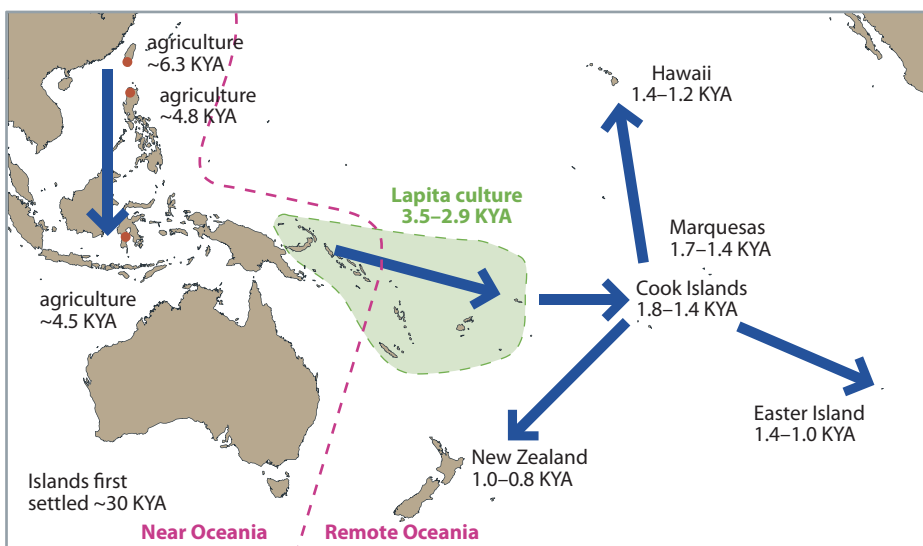 agriculture
~6.3 KYA
agriculture
~4.8 KYA
Hawaii
1.4–1.2 KYA
Lapita culture
3.5–2.9 KYA
Marquesas
1.7–1.4 KYA
Cook Islands
1.8–1.4 KYA
agriculture
~4.5 KYA
Easter Island
1.4–1.0 KYA
New Zealand
1.0–0.8 KYA
Islands first
settled ~30 KYA
Near Oceania
Remote Oceania